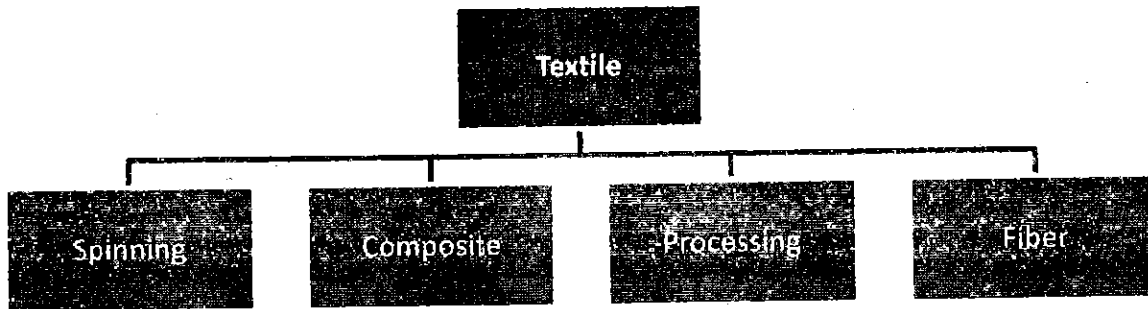 Textile
Spinning
Composite
Processing
Fiber